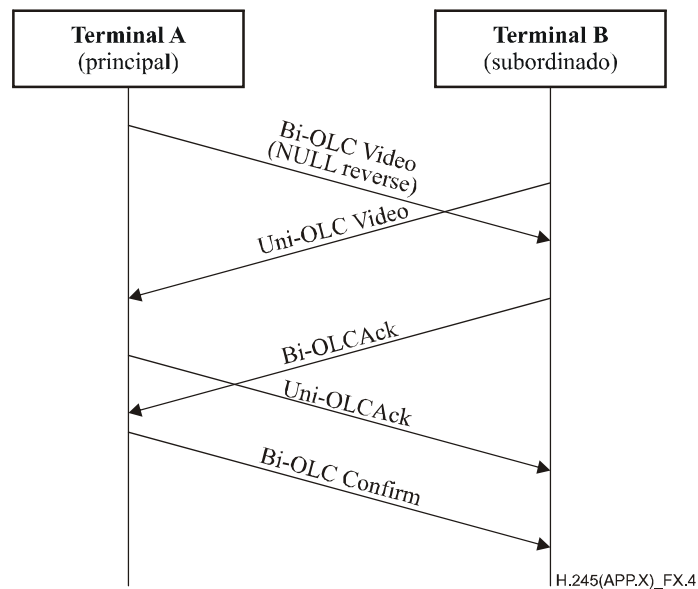 Terminal A
(principal)
Terminal B
(subordinado)
Bi-OLC Video
(NULL reverse)
Uni-OLC Video
Bi-OLCAck
Uni-OLCAck
Bi-OLC Confirm
H.245(APP.X)_FX.4